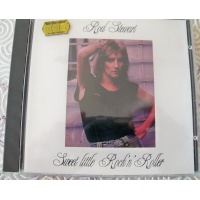 Rod Stewart
Sweet little Rock 'n' Roller